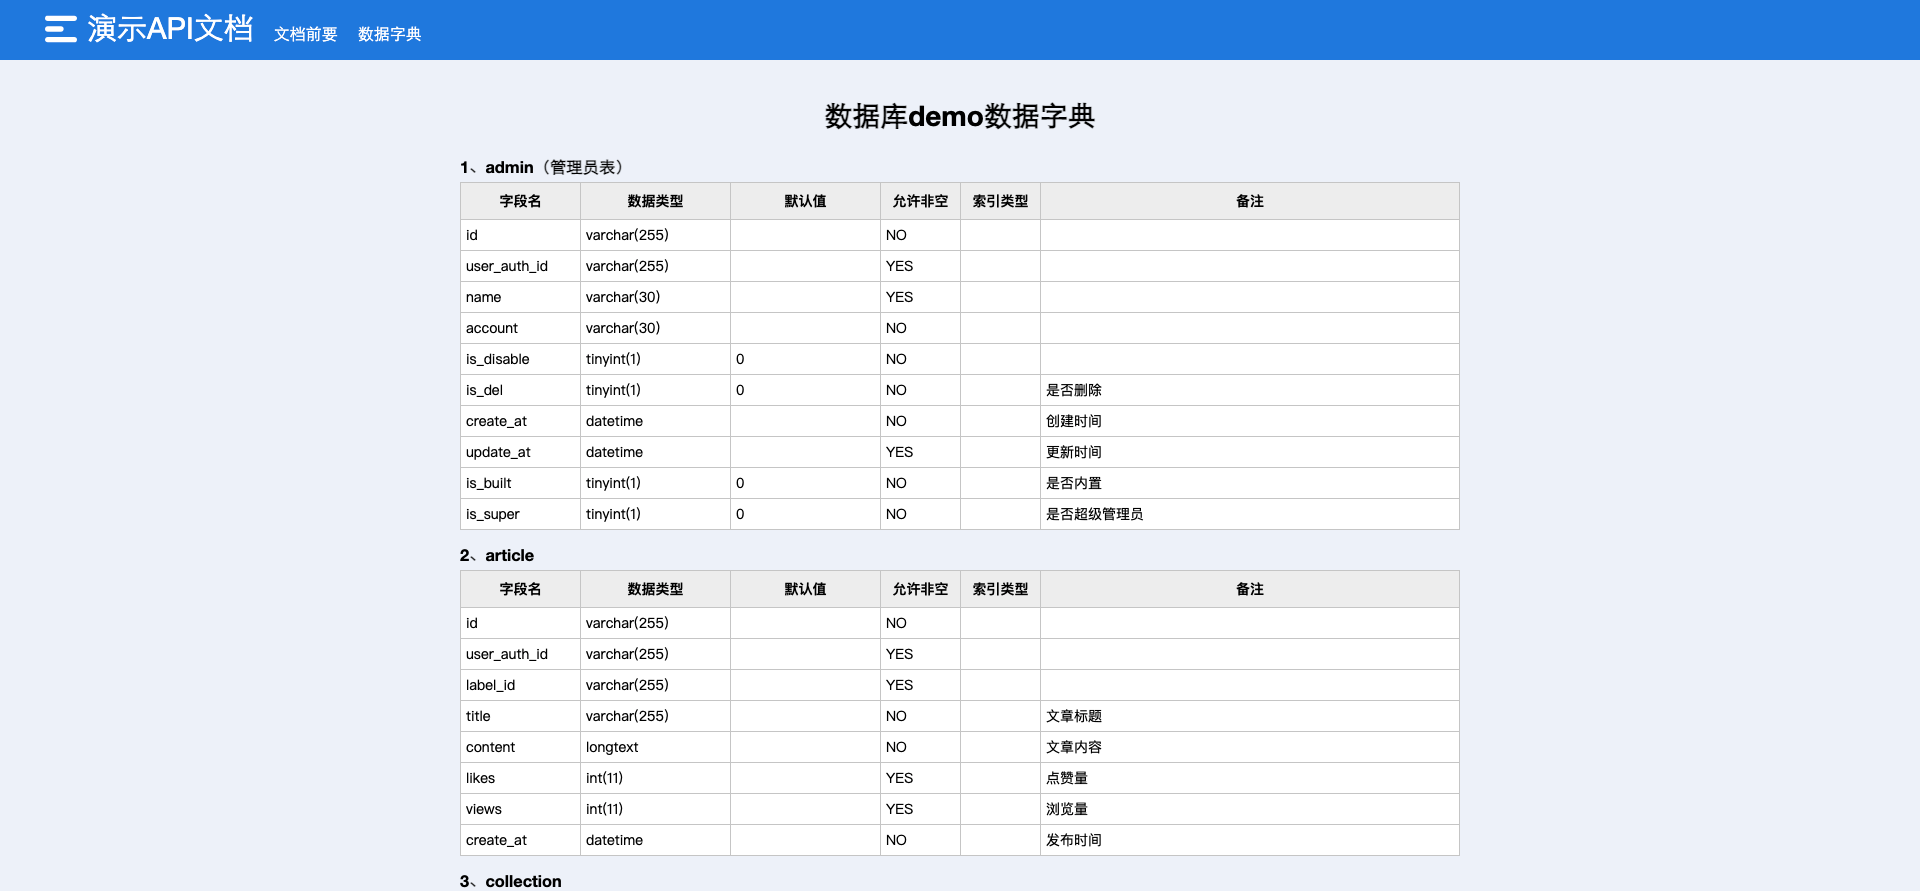 演示API文档 文档前要 数据字典
数据库demo数据字典
1、admin（管理员表）
字段名 数据类型 默认值 允许非空 索引类型 备注
id varchar(255) NO
user_auth_id varchar(255) YES
name varchar(30) YES
account varchar(30) NO
is_disable tinyint(1) 0 NO
is_del tinyint(1) 0 NO 是否删除
create_at datetime NO 创建时间
update_at datetime YES 更新时间
is_built tinyint(1) 0 NO 是否内置
is_super tinyint(1) 0 NO 是否超级管理员
2、article
字段名 数据类型 默认值 允许非空 索引类型 备注
id varchar(255) NO
user_auth_id varchar(255) YES
label_id varchar(255) YES
title varchar(255) NO 文章标题
content longtext NO 文章内容
likes int(11) YES 点赞量
views int(11) YES 浏览量
create_at datetime NO 发布时间
3、collection